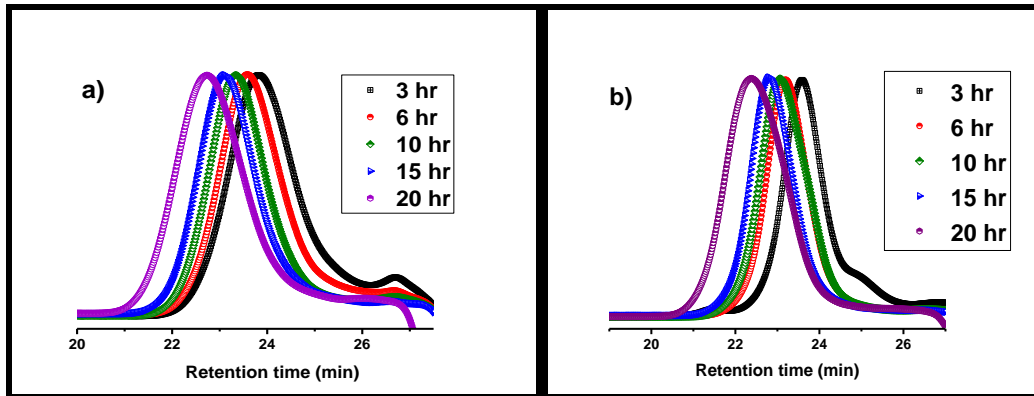 a)
3 hr
6 hr
10 hr
15 hr
20 hr
20 22 24 26
Retention time (min)
b)
3 hr
6 hr
10 hr
15 hr
20 hr
20 22 24 26
Retention time (min)